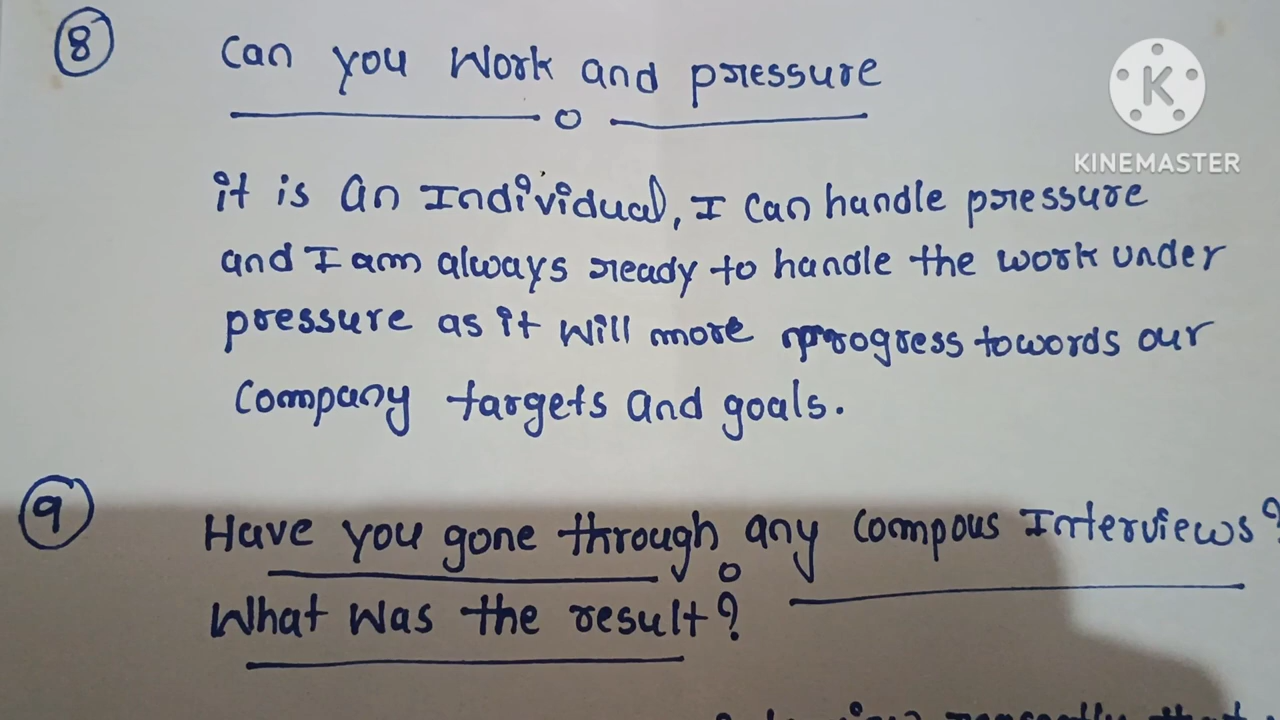 8
Can you Work and pressure
KINEMASTER
it is an Individual, I can handle pressure
and I am always ready to handle the work under
pressure as it will more progress towords our
Company targets and goals.
9
Have you gone through any Compous Interviews?
What was the result?